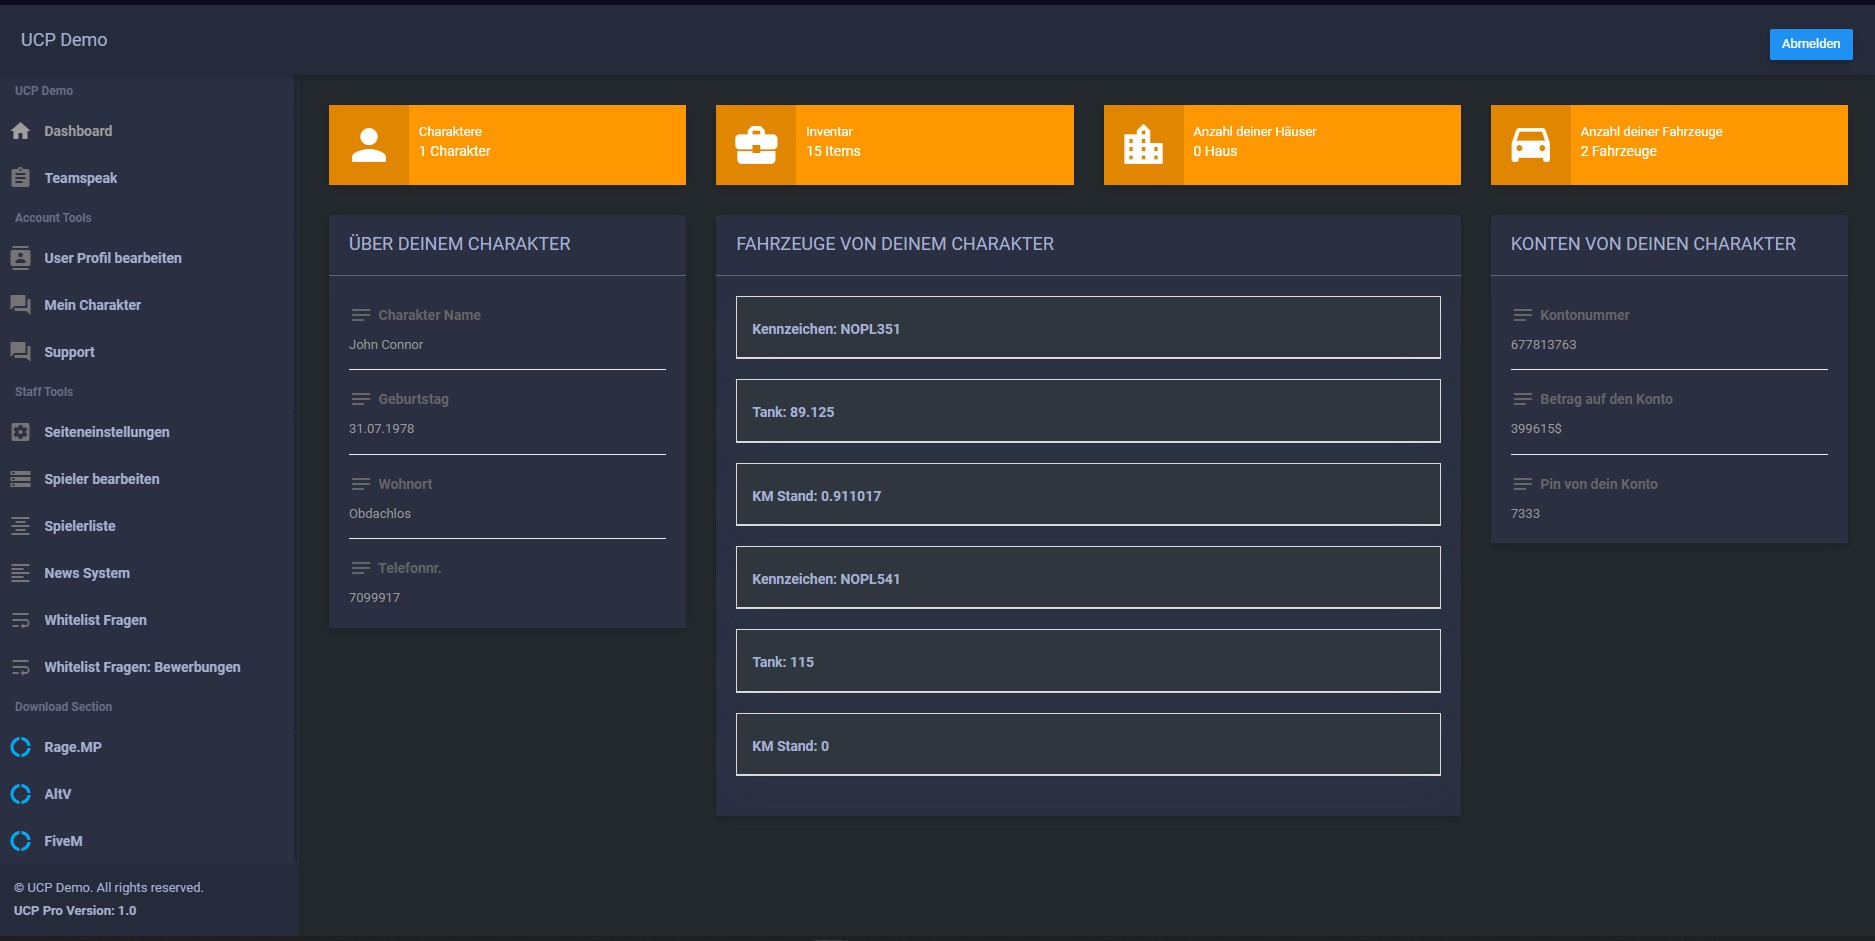 UCP Demo
Abmelden
UCP Demo
Dashboard
Teamspeak
Account Tools
User Profil bearbeiten
Mein Charakter
Support
Staff Tools
Seiteneinstellungen
Spieler bearbeiten
Spielerliste
News System
Whitelist Fragen
Whitelist Fragen: Bewerbungen
Download Section
Rage.MP
AltV
FiveM
© UCP Demo. All rights reserved.
UCP Pro Version: 1.0
Charaktere
1 Charakter
Inventar
15 Items
Anzahl deiner Häuser
0 Haus
Anzahl deiner Fahrzeuge
2 Fahrzeuge
ÜBER DEINEM CHARAKTER
Charakter Name
John Connor
Geburtstag
31.07.1978
Wohnort
Obdachlos
Telefonnr.
7099917
FAHRZEUGE VON DEINEM CHARAKTER
Kennzeichen: NOPL351
Tank: 89.125
KM Stand: 0.911017
Kennzeichen: NOPL541
Tank: 115
KM Stand: 0
KONTEN VON DEINEN CHARAKTER
Kontonummer
677813763
Betrag auf den Konto
399615$
Pin von dein Konto
7333